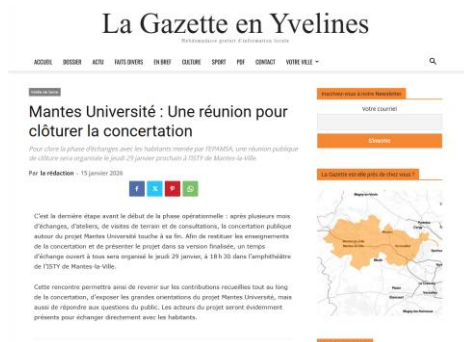 La Gazette en Yvelines
Hebdomadaire gratuit d'information locale
ACCUEIL DOSSIER ACTU FAITS DIVERS EN BREF CULTURE SPORT PDF CONTACT VOTRE VILLE
Vallée de Seine
Mantes Université : Une réunion pour
clôturer la concertation
Pour clore la phase d'échanges avec les habitants menée par l'EPAMSA, une réunion publique
de clôture sera organisée le jeudi 29 janvier prochain à l'ISTY de Mantes-la-Ville.
Par la rédaction - 15 janvier 2026
C'est la dernière étape avant le début de la phase opérationnelle : après plusieurs mois
d'échanges, d'ateliers, de visites de terrain et de consultations, la concertation publique
autour du projet Mantes Université touche à sa fin. Afin de restituer les enseignements
de la concertation et de présenter le projet dans sa version finalisée, un temps
d'échange ouvert à tous sera organisé le jeudi 29 janvier, à 18 h 30 dans l'amphithéâtre
de l'ISTY de Mantes-la-Ville.
Cette rencontre permettra ainsi de revenir sur les contributions recueillies tout au long
de la concertation, d'exposer les grandes orientations du projet Mantes Université, mais
aussi de répondre aux questions du public. Les acteurs du projet seront évidemment
présents pour échanger directement avec les habitants.
Inscrivez-vous à notre Newsletter
Votre courriel
S'inscrire
La Gazette est-elle près de chez vous ?